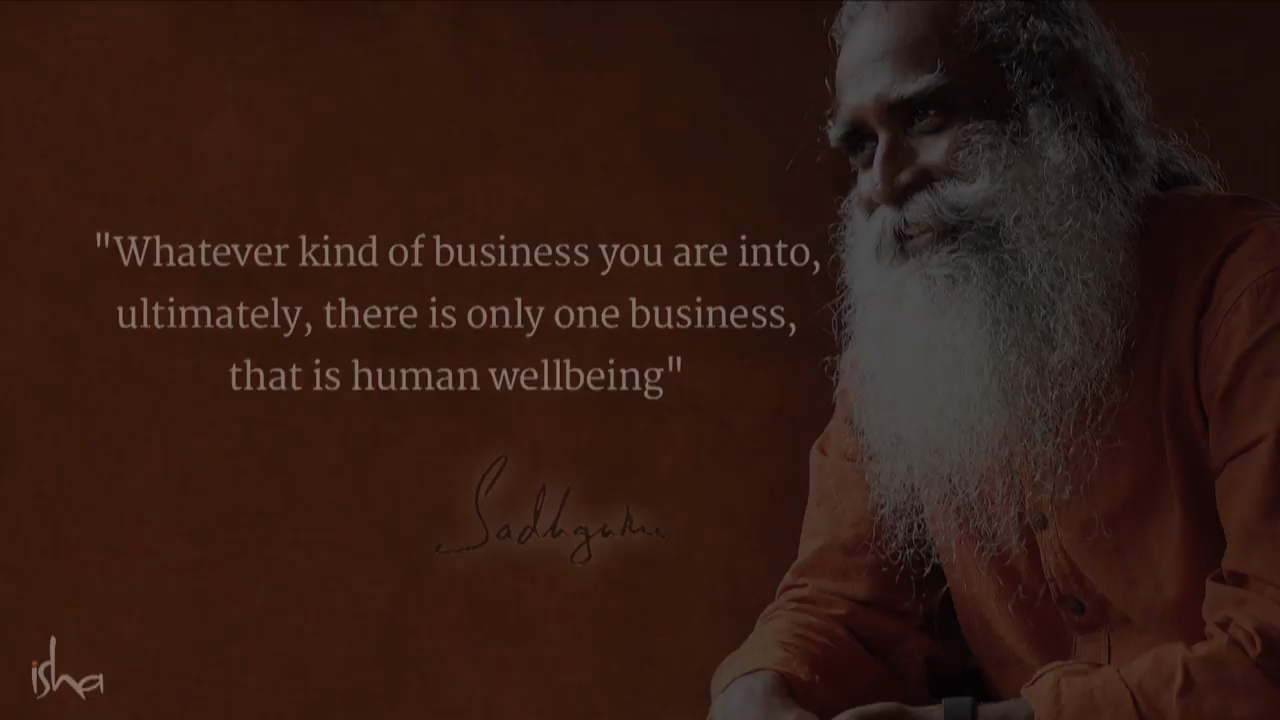 "Whatever kind of business you are into,
ultimately, there is only one business,
that is human wellbeing"
Sadhguru
isha